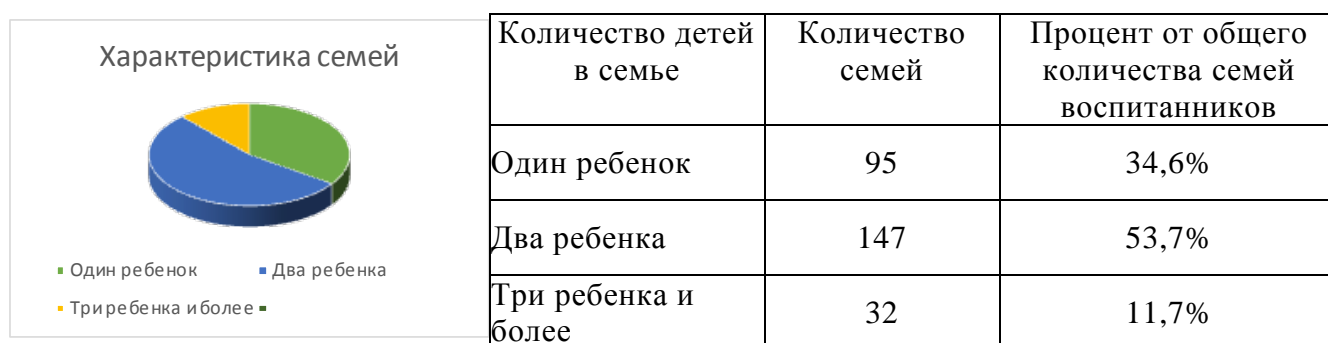 Характеристика семей
Один ребенок
Два ребенка
Три ребенка и более
Количество детей
в семье
Количество
семей
Процент от общего
количества семей
воспитанников
Один ребенок
95
34,6%
Два ребенка
147
53,7%
Три ребенка и
более
32
11,7%